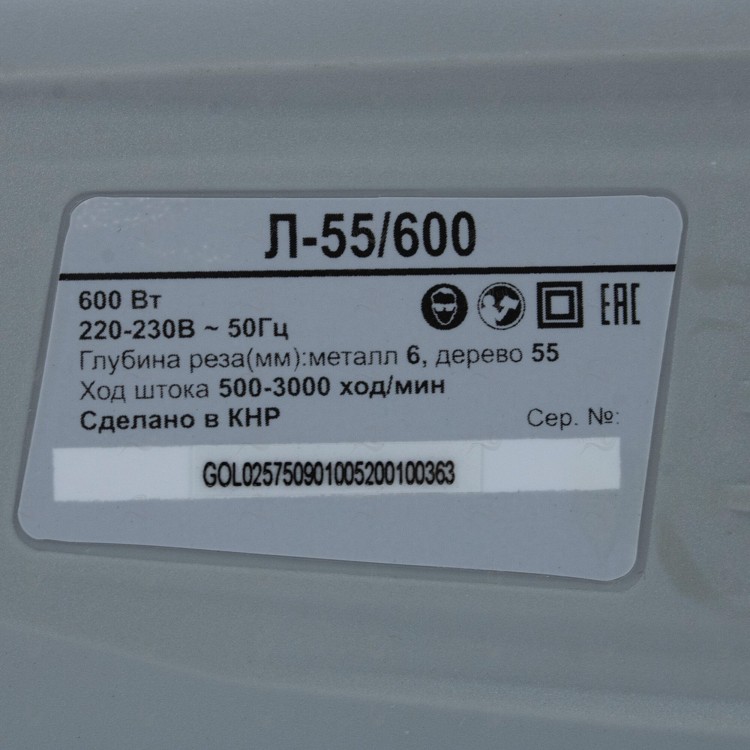 Л-55/600
600 Вт
220-230В ~ 50Гц
EAC
Глубина реза(мм):металл 6, дерево 55
Ход штока 500-3000 ход/мин
Сделано в КНР
Сер. №:
GOL025750901005200100363